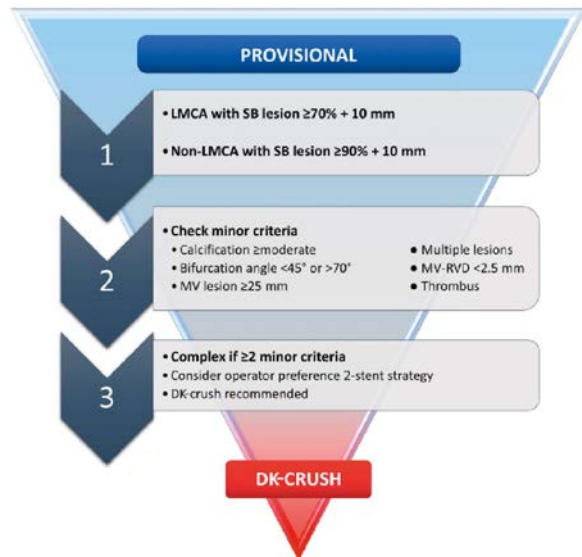 PROVISIONAL
1
• LMCA with SB lesion ≥70% + 10 mm
• Non-LMCA with SB lesion ≥90% + 10 mm
2
• Check minor criteria
• Calcification ≥moderate
• Bifurcation angle <45° or >70°
• MV lesion ≥25 mm
● Multiple lesions
● MV-RVD <2.5 mm
● Thrombus
3
• Complex if ≥2 minor criteria
• Consider operator preference 2-stent strategy
• DK-crush recommended
DK-CRUSH